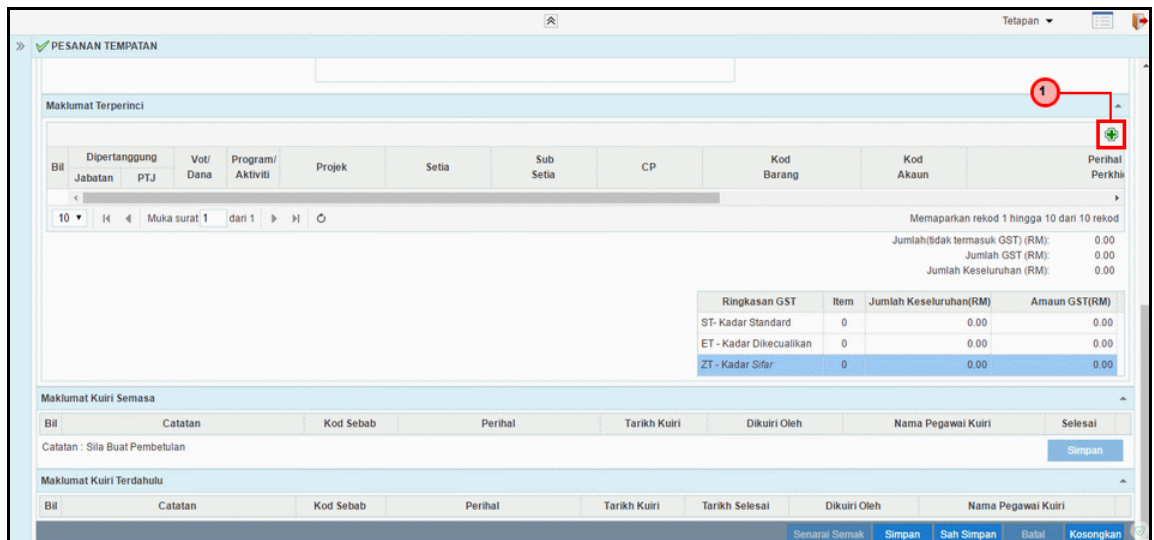 Tetapan
PESANAN TEMPATAN
Maklumat Terperinci
1
Bil Dipertanggung Vot/ Program/ Projek Setia Sub CP Kod Kod Perihal
Jabatan PTJ Dana Aktiviti Setia Barang Akaun Perkhi
10 Muka surat 1 dari 1 Memaparkan rekod 1 hingga 10 dari 10 rekod
Jumlah(tidak termasuk GST) (RM): 0.00
Jumlah GST (RM): 0.00
Jumlah Keseluruhan (RM): 0.00
Ringkasan GST Item Jumlah Keseluruhan(RM) Amaun GST(RM)
ST- Kadar Standard 0 0.00 0.00
ET - Kadar Dikecualikan 0 0.00 0.00
ZT - Kadar Sifar 0 0.00 0.00
Maklumat Kuiri Semasa
Bil Catatan Kod Sebab Perihal Tarikh Kuiri Dikuiri Oleh Nama Pegawai Kuiri Selesai
Catatan : Sila Buat Pembetulan Simpan
Maklumat Kuiri Terdahulu
Bil Catatan Kod Sebab Perihal Tarikh Kuiri Tarikh Selesai Dikuiri Oleh Nama Pegawai Kuiri
Senarai Semak Simpan Sah Simpan Batal Kosongkan